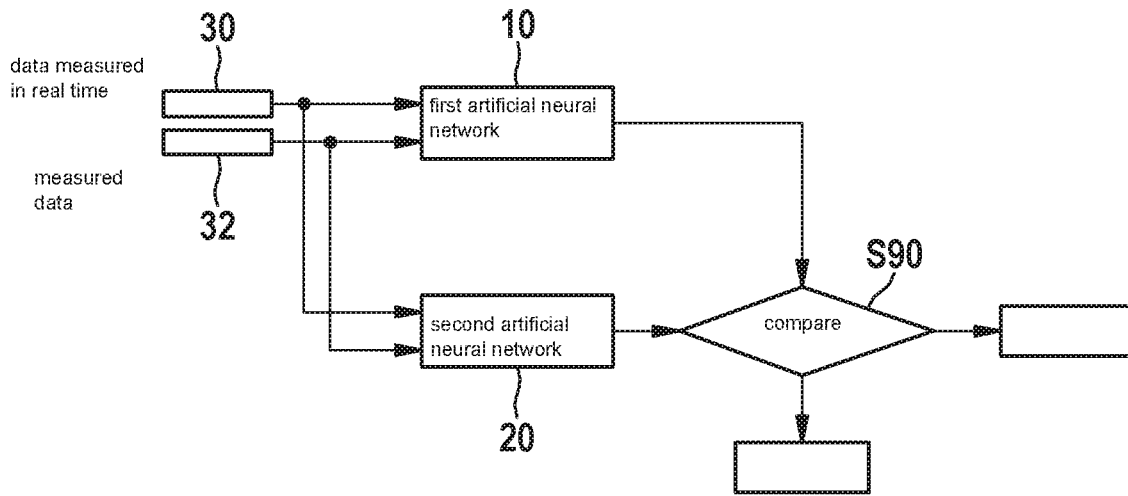 30
10
data measured
in real time
first artificial neural
network
measured
data
32
S90
second artificial
neural network
compare
20